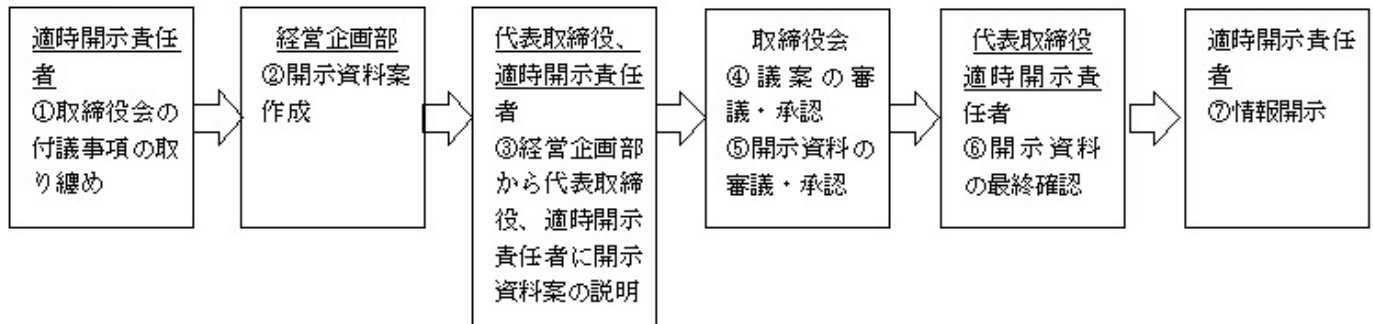 適時開示責任
者
①取締役会の
付議事項の取
り纏め
経営企画部
②開示資料案
作成
代表取締役、
適時開示責任
者
③経営企画部
から代表取締
役、適時開示
責任者に開示
資料案の説明
取締役会
④議案の審
議・承認
⑤開示資料の
審議・承認
代表取締役
適時開示責
任者
⑥開示資料
の最終確認
適時開示責任
者
⑦情報開示